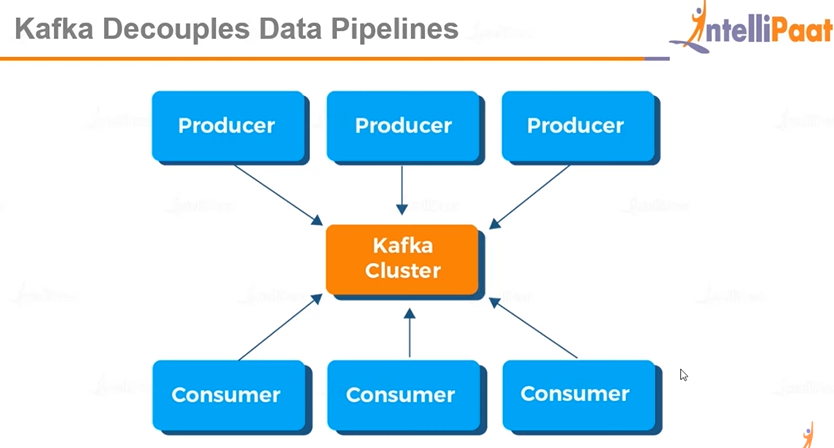 Kafka Decouples Data Pipelines
IntelliPaat
Producer
Producer
Producer
Kafka
Cluster
Consumer
Consumer
Consumer